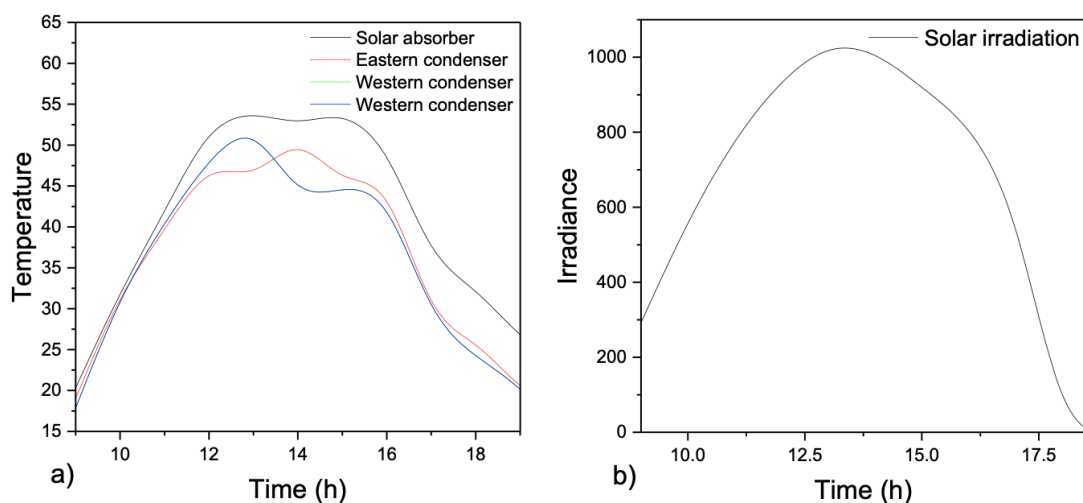 65
60
55
50
45
40
35
30
25
20
15
Temperature
Solar absorber
Eastern condenser
Western condenser
Western condenser
10
12
14
16
18
a)
Time (h)
1000
800
600
400
200
0
Irradiance
Solar irradiation
10.0
12.5
15.0
17.5
b)
Time (h)